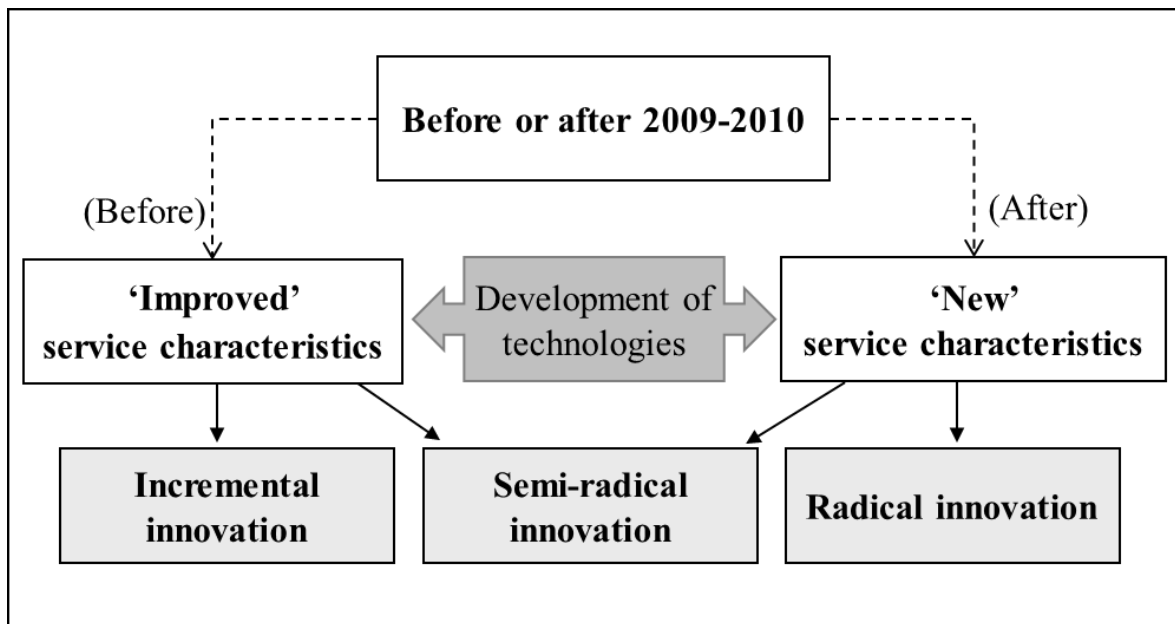 Before or after 2009-2010
(Before)
(After)
‘Improved’
service characteristics
Development of
technologies
‘New’
service characteristics
Incremental
innovation
Semi-radical
innovation
Radical innovation